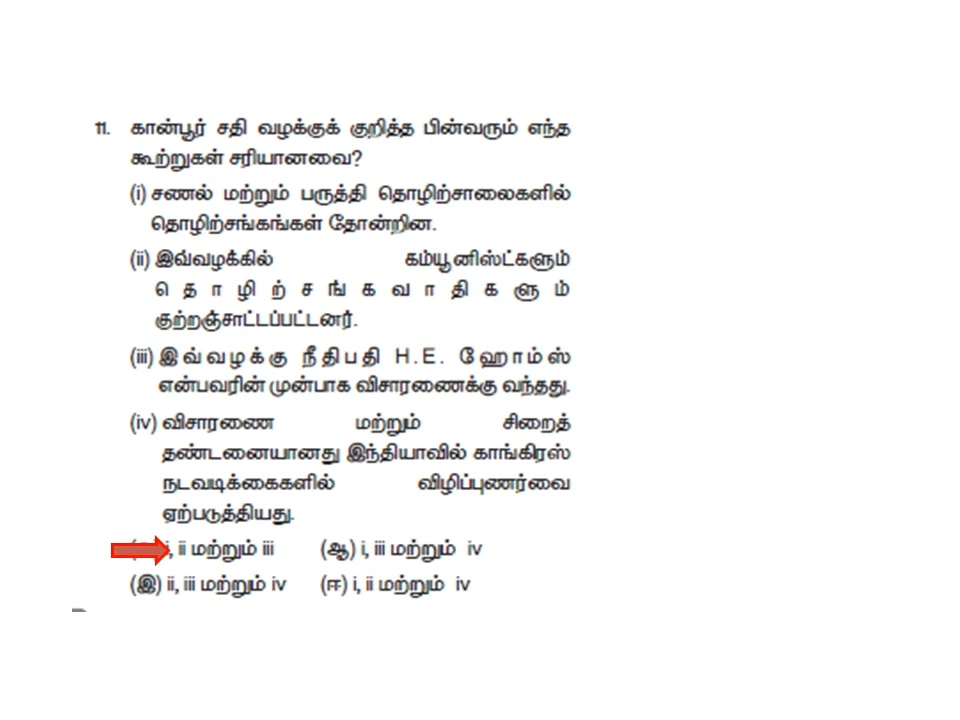 11. கான்பூர் சதி வழக்குக் குறித்த பின்வரும் எந்த
கூற்றுகள் சரியானவை?
(i) சணல் மற்றும் பருத்தி தொழிற்சாலைகளில்
தொழிற்சங்கங்கள் தோன்றின.
(ii) இவ்வழக்கில் கம்யூனிஸ்ட்களும்
தொழிற்சங்கவாதிகளும்
குற்றஞ்சாட்டப்பட்டனர்.
(iii) இவ்வழக்கு நீதிபதி H.E. ஹோம்ஸ்
என்பவரின் முன்பாக விசாரணைக்கு வந்தது.
(iv) விசாரணை மற்றும் சிறைத்
தண்டனையானது இந்தியாவில் காங்கிரஸ்
நடவடிக்கைகளில் விழிப்புணர்வை
ஏற்படுத்தியது.
i, ii மற்றும் iii (ஆ) i, iii மற்றும் iv
(இ) ii, iii மற்றும் iv (ஈ) i, ii மற்றும் iv